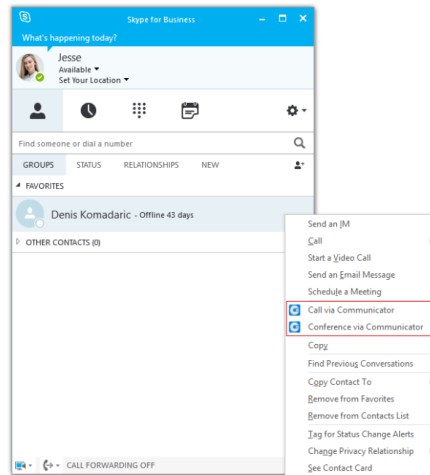 Skype for Business
What's happening today?
Jesse
Available
Set Your Location
Find someone or dial a number
GROUPS STATUS RELATIONSHIPS NEW
FAVORITES
Denis Komadaric - Offline 43 days
OTHER CONTACTS (0)
Send an IM
Call
Start a Video Call
Send an Email Message
Schedule a Meeting
Call via Communicator
Conference via Communicator
Copy
Find Previous Conversations
Copy Contact To
Remove from Favorites
Remove from Contacts List
Tag for Status Change Alerts
Change Privacy Relationship
See Contact Card
CALL FORWARDING OFF